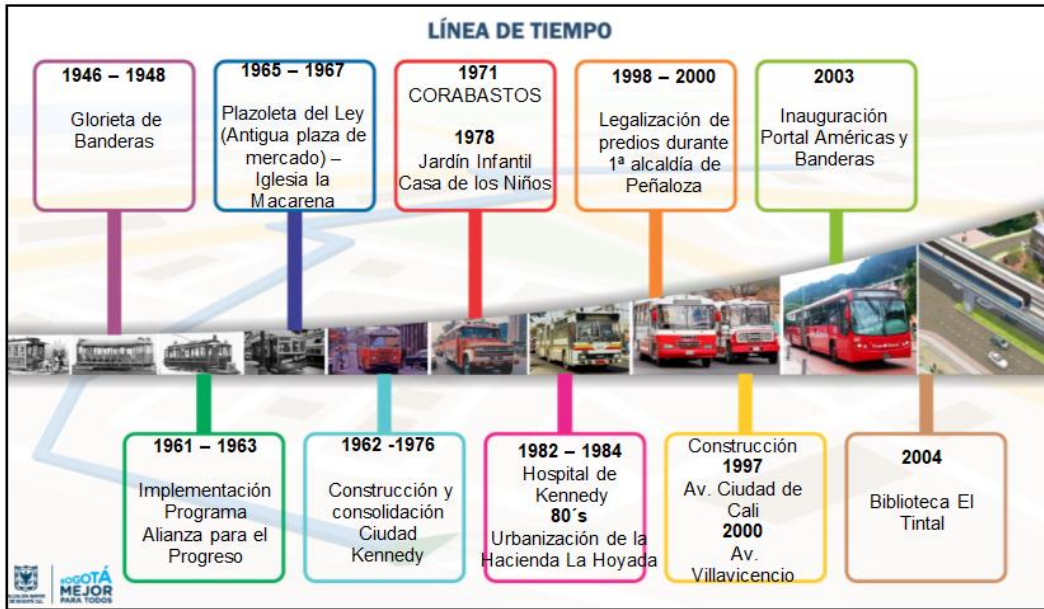 LÍNEA DE TIEMPO
1946 – 1948
Glorieta de
Banderas
1965 – 1967
Plazoleta del Ley
(Antigua plaza de
mercado) –
Iglesia la
Macarena
1971
CORABASTOS
1978
Jardín Infantil
Casa de los Niños
1998 – 2000
Legalización de
predios durante
1ª alcaldía de
Peñaloza
2003
Inauguración
Portal Américas y
Banderas
1961 – 1963
Implementación
Programa
Alianza para el
Progreso
1962 -1976
Construcción y
consolidación
Ciudad
Kennedy
1982 – 1984
Hospital de
Kennedy
80´s
Urbanización de la
Hacienda La Hoyada
Construcción
1997
Av. Ciudad de
Cali
2000
Av.
Villavicencio
2004
Biblioteca El
Tintal
BOGOTÁ
MEJOR
PARA TODOS